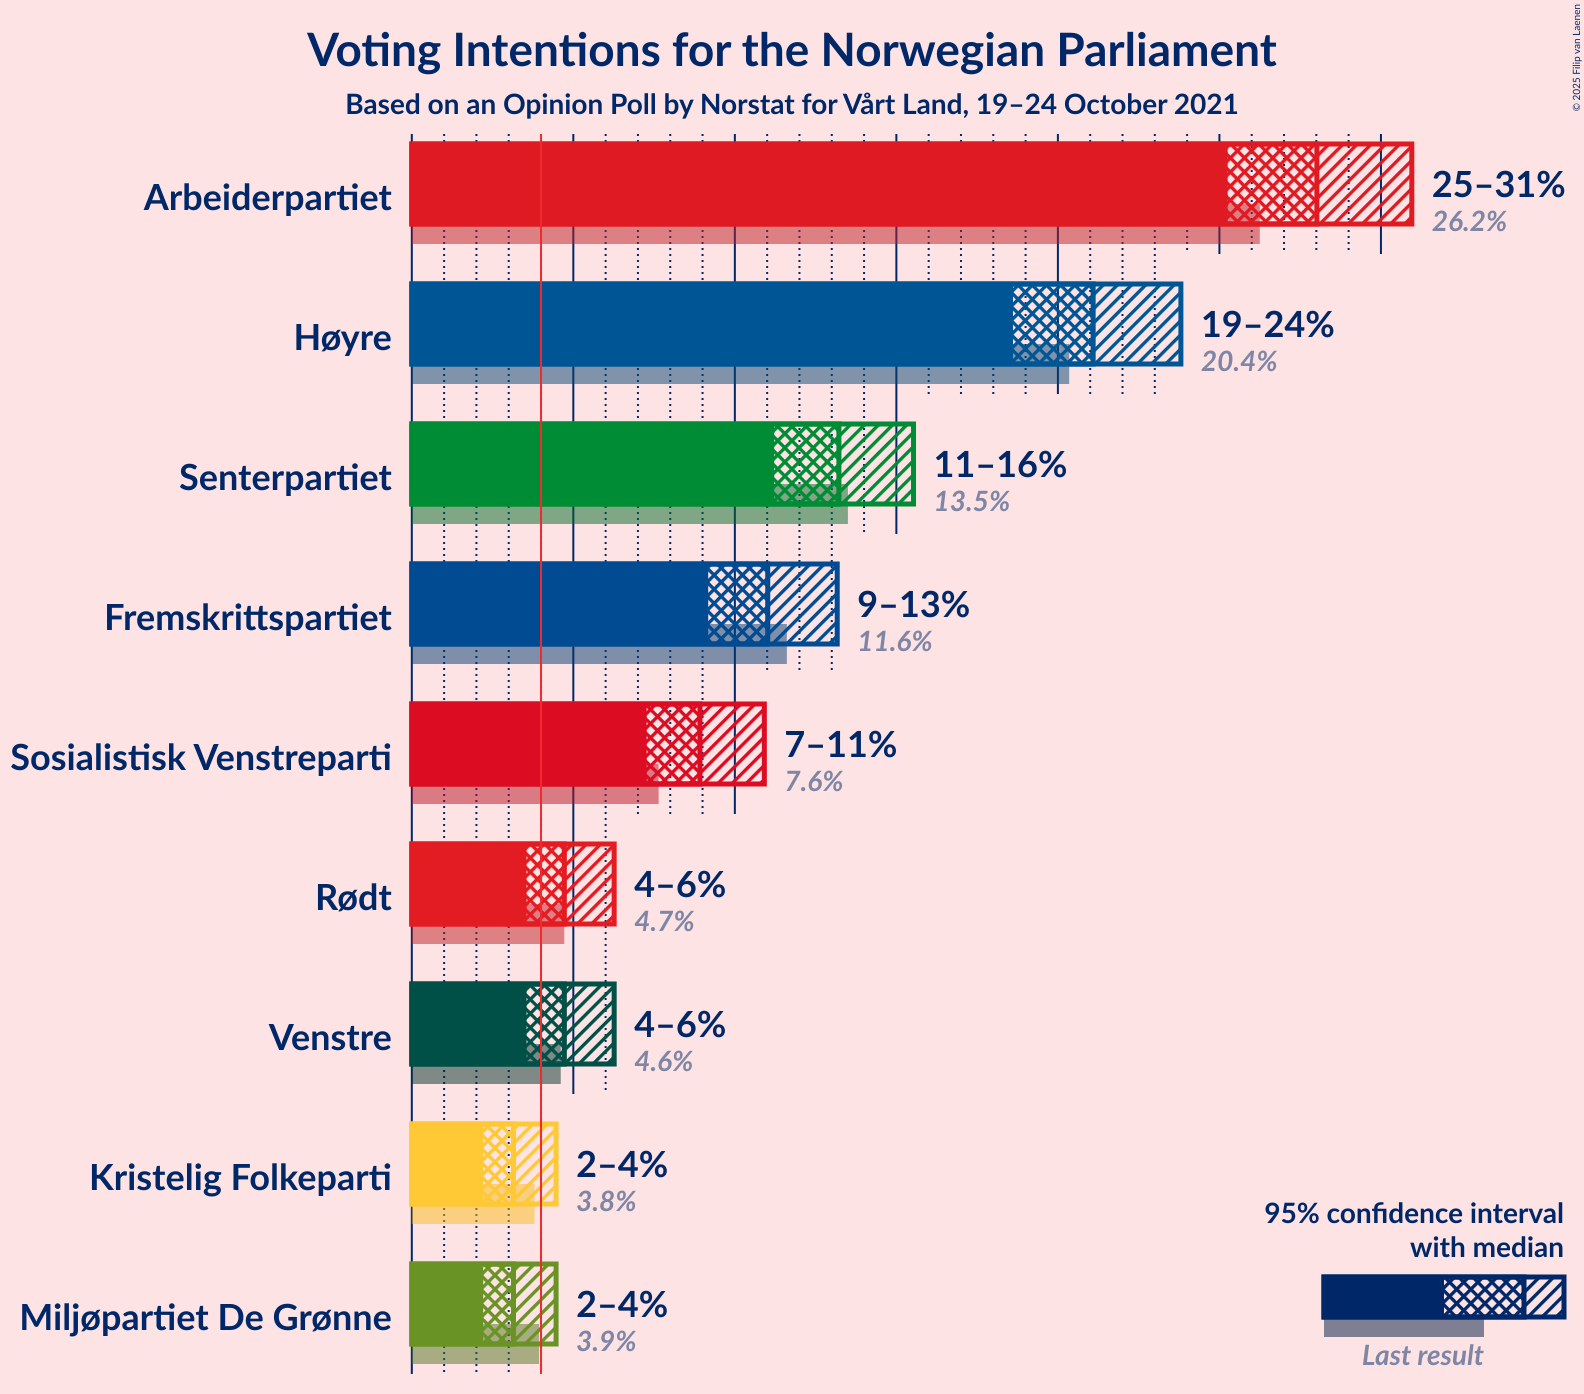 Voting Intentions for the Norwegian Parliament
Based on an Opinion Poll by Norstat for Vårt Land, 19–24 October 2021
© 2025 Filip van Laenen
Arbeiderpartiet
25–31%
26.2%
Høyre
19–24%
20.4%
Senterpartiet
11–16%
13.5%
Fremskrittspartiet
9–13%
11.6%
Sosialistisk Venstreparti
7–11%
7.6%
Rødt
4–6%
4.7%
Venstre
4–6%
4.6%
Kristelig Folkeparti
2–4%
3.8%
Miljøpartiet De Grønne
2–4%
3.9%
95% confidence interval
with median
Last result